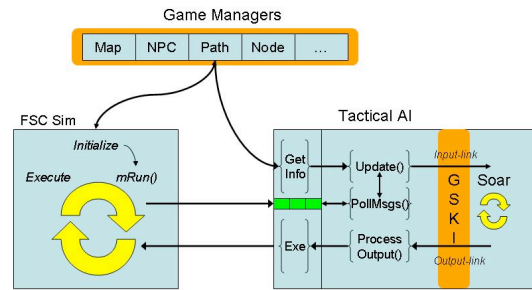 Game Managers
Map NPC Path Node ...
FSC Sim
Tactical AI
Initialize
Execute mRun()
Get
Info
Update()
Input-link
PollMsgs()
GSKI
Soar
Exe
Process
Output()
Output-link